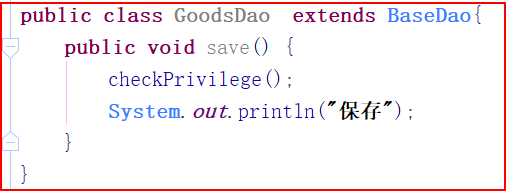 public class GoodsDao  extends BaseDao{
    public void save() {
        checkPrivilege();
        System.out.println("保存");
    }
}